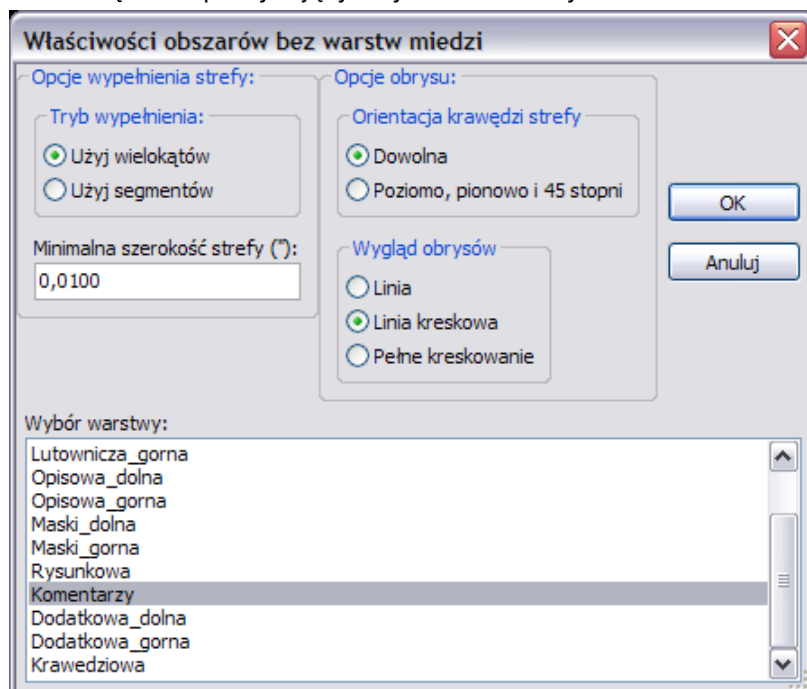 Właściwości obszarów bez warstw miedzi
Opcje wypełnienia strefy:
Tryb wypełnienia:
Użyj wielokątów
Użyj segmentów
Minimalna szerokość strefy ("):
0,0100
Opcje obrysu:
Orientacja krawędzi strefy
Dowolna
Poziomo, pionowo i 45 stopni
Wygląd obrysów
Linia
Linia kreskowa
Pełne kreskowanie
OK
Anuluj
Wybór warstwy:
Lutownicza_gorna
Opisowa_dolna
Opisowa_gorna
Maski_dolna
Maski_gorna
Rysunkowa
Komentarzy
Dodatkowa_dolna
Dodatkowa_gorna
Krawedziowa